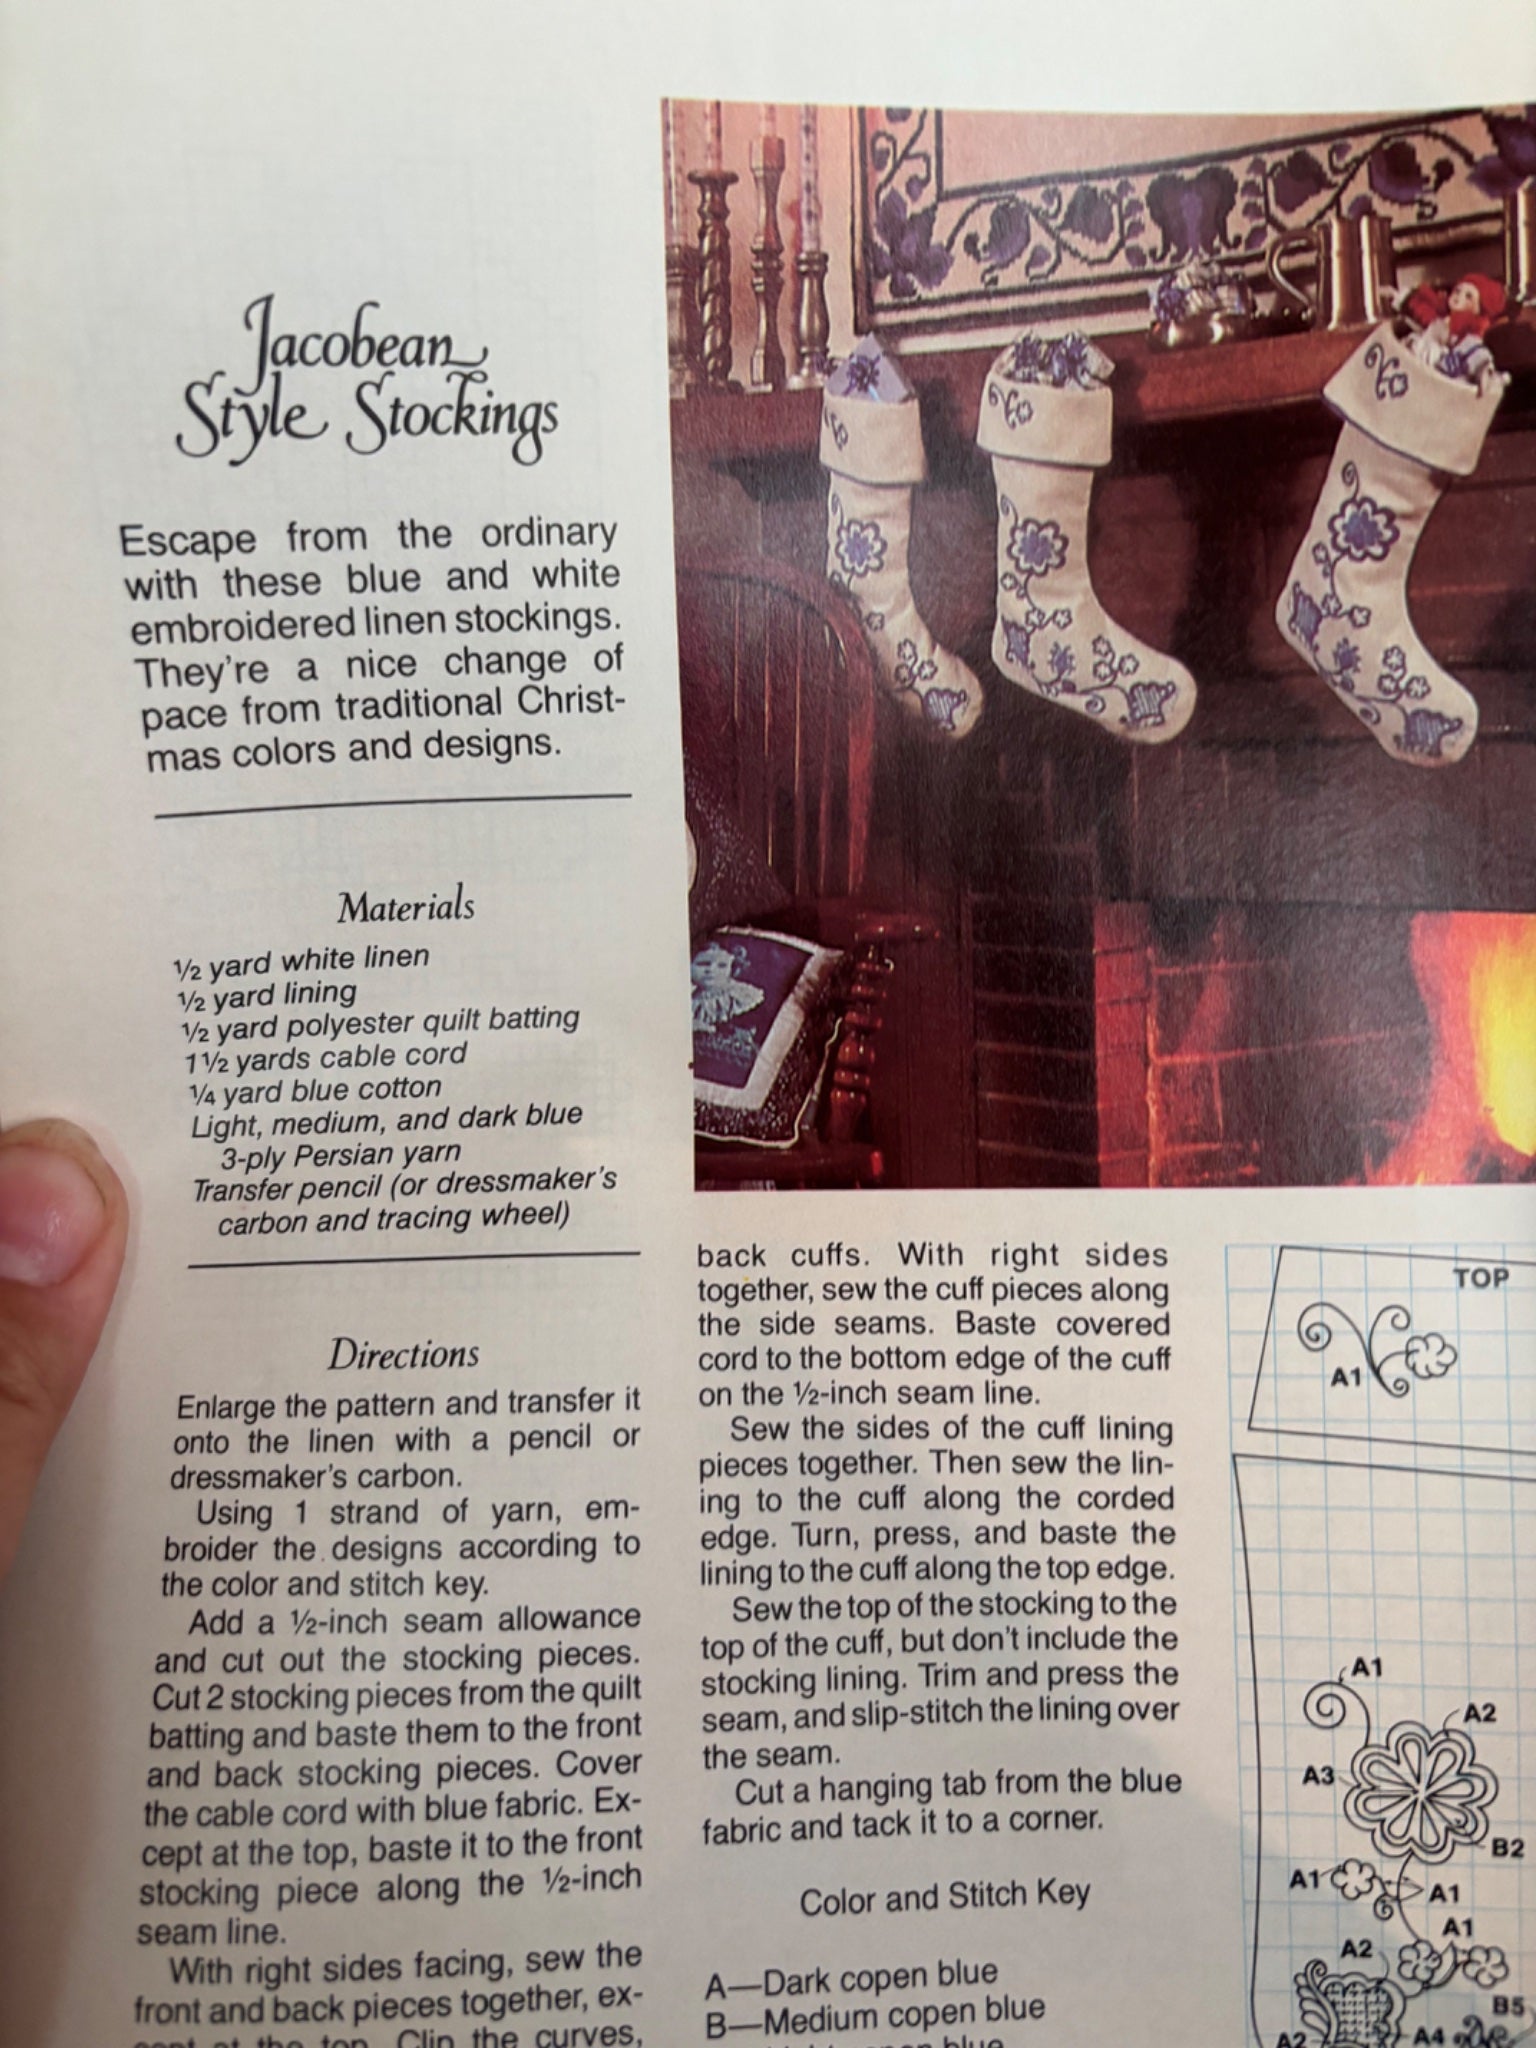 Jacobean
Style Stockings
Escape from the ordinary
with these blue and white
embroidered linen stockings.
They're a nice change of
pace from traditional Christ-
mas colors and designs.
Materials
½ yard white linen
½ yard lining
½ yard polyester quilt batting
1½ yards cable cord
¼ yard blue cotton
Light, medium, and dark blue
3-ply Persian yarn
Transfer pencil (or dressmaker's
carbon and tracing wheel)
Directions
Enlarge the pattern and transfer it
onto the linen with a pencil or
dressmaker's carbon.
Using 1 strand of yarn, em-
broider the designs according to
the color and stitch key.
Add a ½-inch seam allowance
and cut out the stocking pieces.
Cut 2 stocking pieces from the quilt
batting and baste them to the front
and back stocking pieces. Cover
the cable cord with blue fabric. Ex-
cept at the top, baste it to the front
stocking piece along the ½-inch
seam line.
With right sides facing, sew the
front and back pieces together, ex-
cept at the top. Clip the curves,
back cuffs. With right sides
together, sew the cuff pieces along
the side seams. Baste covered
cord to the bottom edge of the cuff
on the ½-inch seam line.
Sew the sides of the cuff lining
pieces together. Then sew the lin-
ing to the cuff along the corded
edge. Turn, press, and baste the
lining to the cuff along the top edge.
Sew the top of the stocking to the
top of the cuff, but don't include the
stocking lining. Trim and press the
seam, and slip-stitch the lining over
the seam.
Cut a hanging tab from the blue
fabric and tack it to a corner.
Color and Stitch Key
A—Dark copen blue
B—Medium copen blue
copen blue
TOP
A1
A1
A2
A3
B2
A1
A1
A1
A2
B5
A2
A4